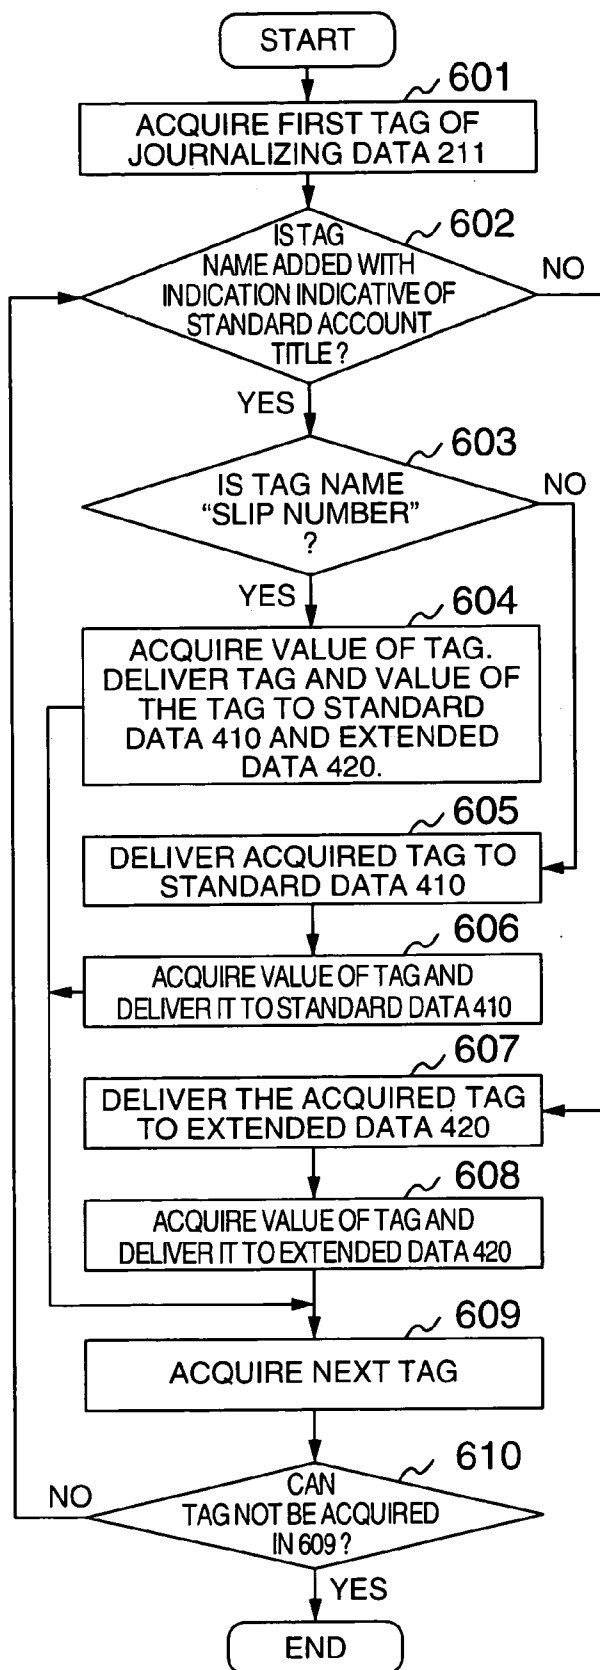 START
601
ACQUIRE FIRST TAG OF
JOURNALIZING DATA 211
602
IS TAG
NAME ADDED WITH
INDICATION INDICATIVE OF
STANDARD ACCOUNT
TITLE ?
NO
YES
603
IS TAG NAME
“SLIP NUMBER”
?
NO
YES
604
ACQUIRE VALUE OF TAG.
DELIVER TAG AND VALUE OF
THE TAG TO STANDARD
DATA 410 AND EXTENDED
DATA 420.
605
DELIVER ACQUIRED TAG TO
STANDARD DATA 410
606
ACQUIRE VALUE OF TAG AND
DELIVER IT TO STANDARD DATA 410
607
DELIVER THE ACQUIRED TAG
TO EXTENDED DATA 420
608
ACQUIRE VALUE OF TAG AND
DELIVER IT TO EXTENDED DATA 420
609
ACQUIRE NEXT TAG
610
CAN
TAG NOT BE ACQUIRED
IN 609 ?
NO
YES
END